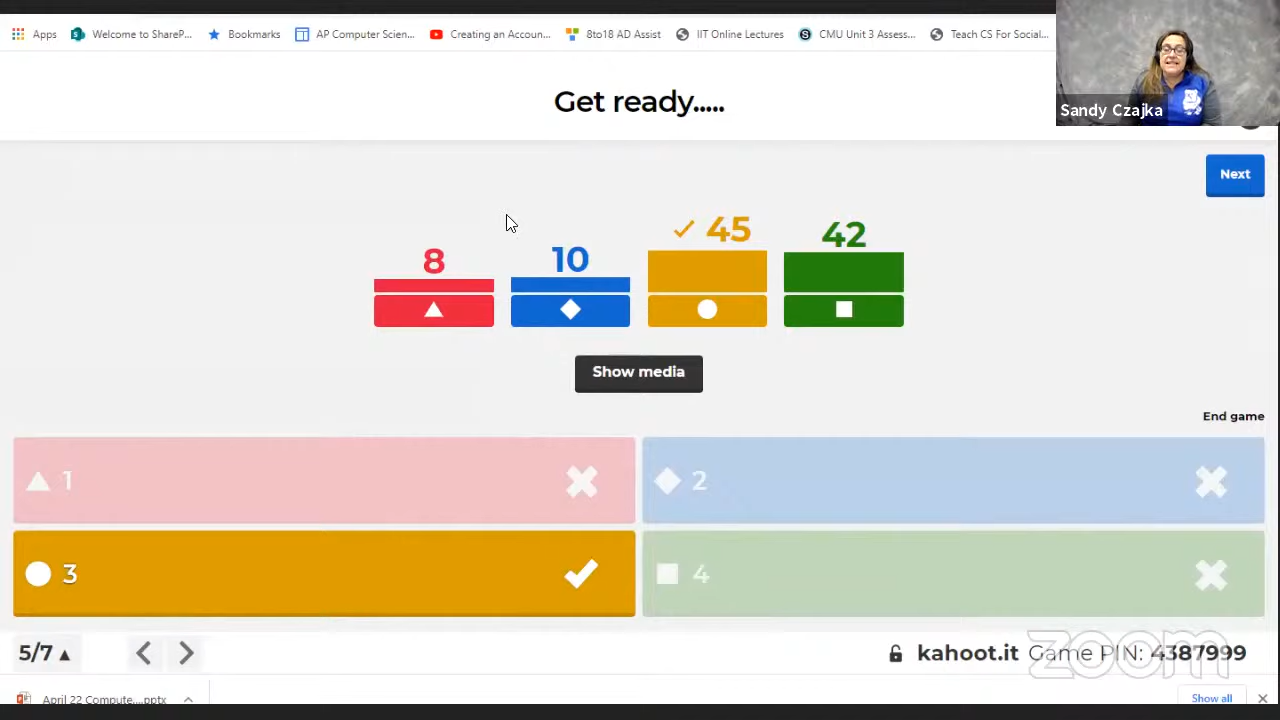 Apps Welcome to ShareP... Bookmarks AP Computer Scien... Creating an Accoun... 8to18 AD Assist IIT Online Lectures CMU Unit 3 Assess... Teach CS For Social...
Sandy Czajka
Get ready.....
Next
8 10 45 42
Show media
End game
1 2
3 4
5/7 kahoot.it Game PIN: 4387999
zoom
April 22 Compute....pptx Show all